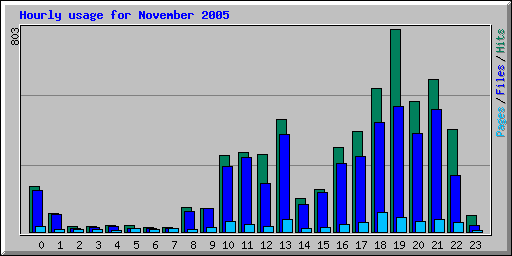 Hourly usage for November 2005
803
Pages / Files / Hits
0 1 2 3 4 5 6 7 8 9 10 11 12 13 14 15 16 17 18 19 20 21 22 23